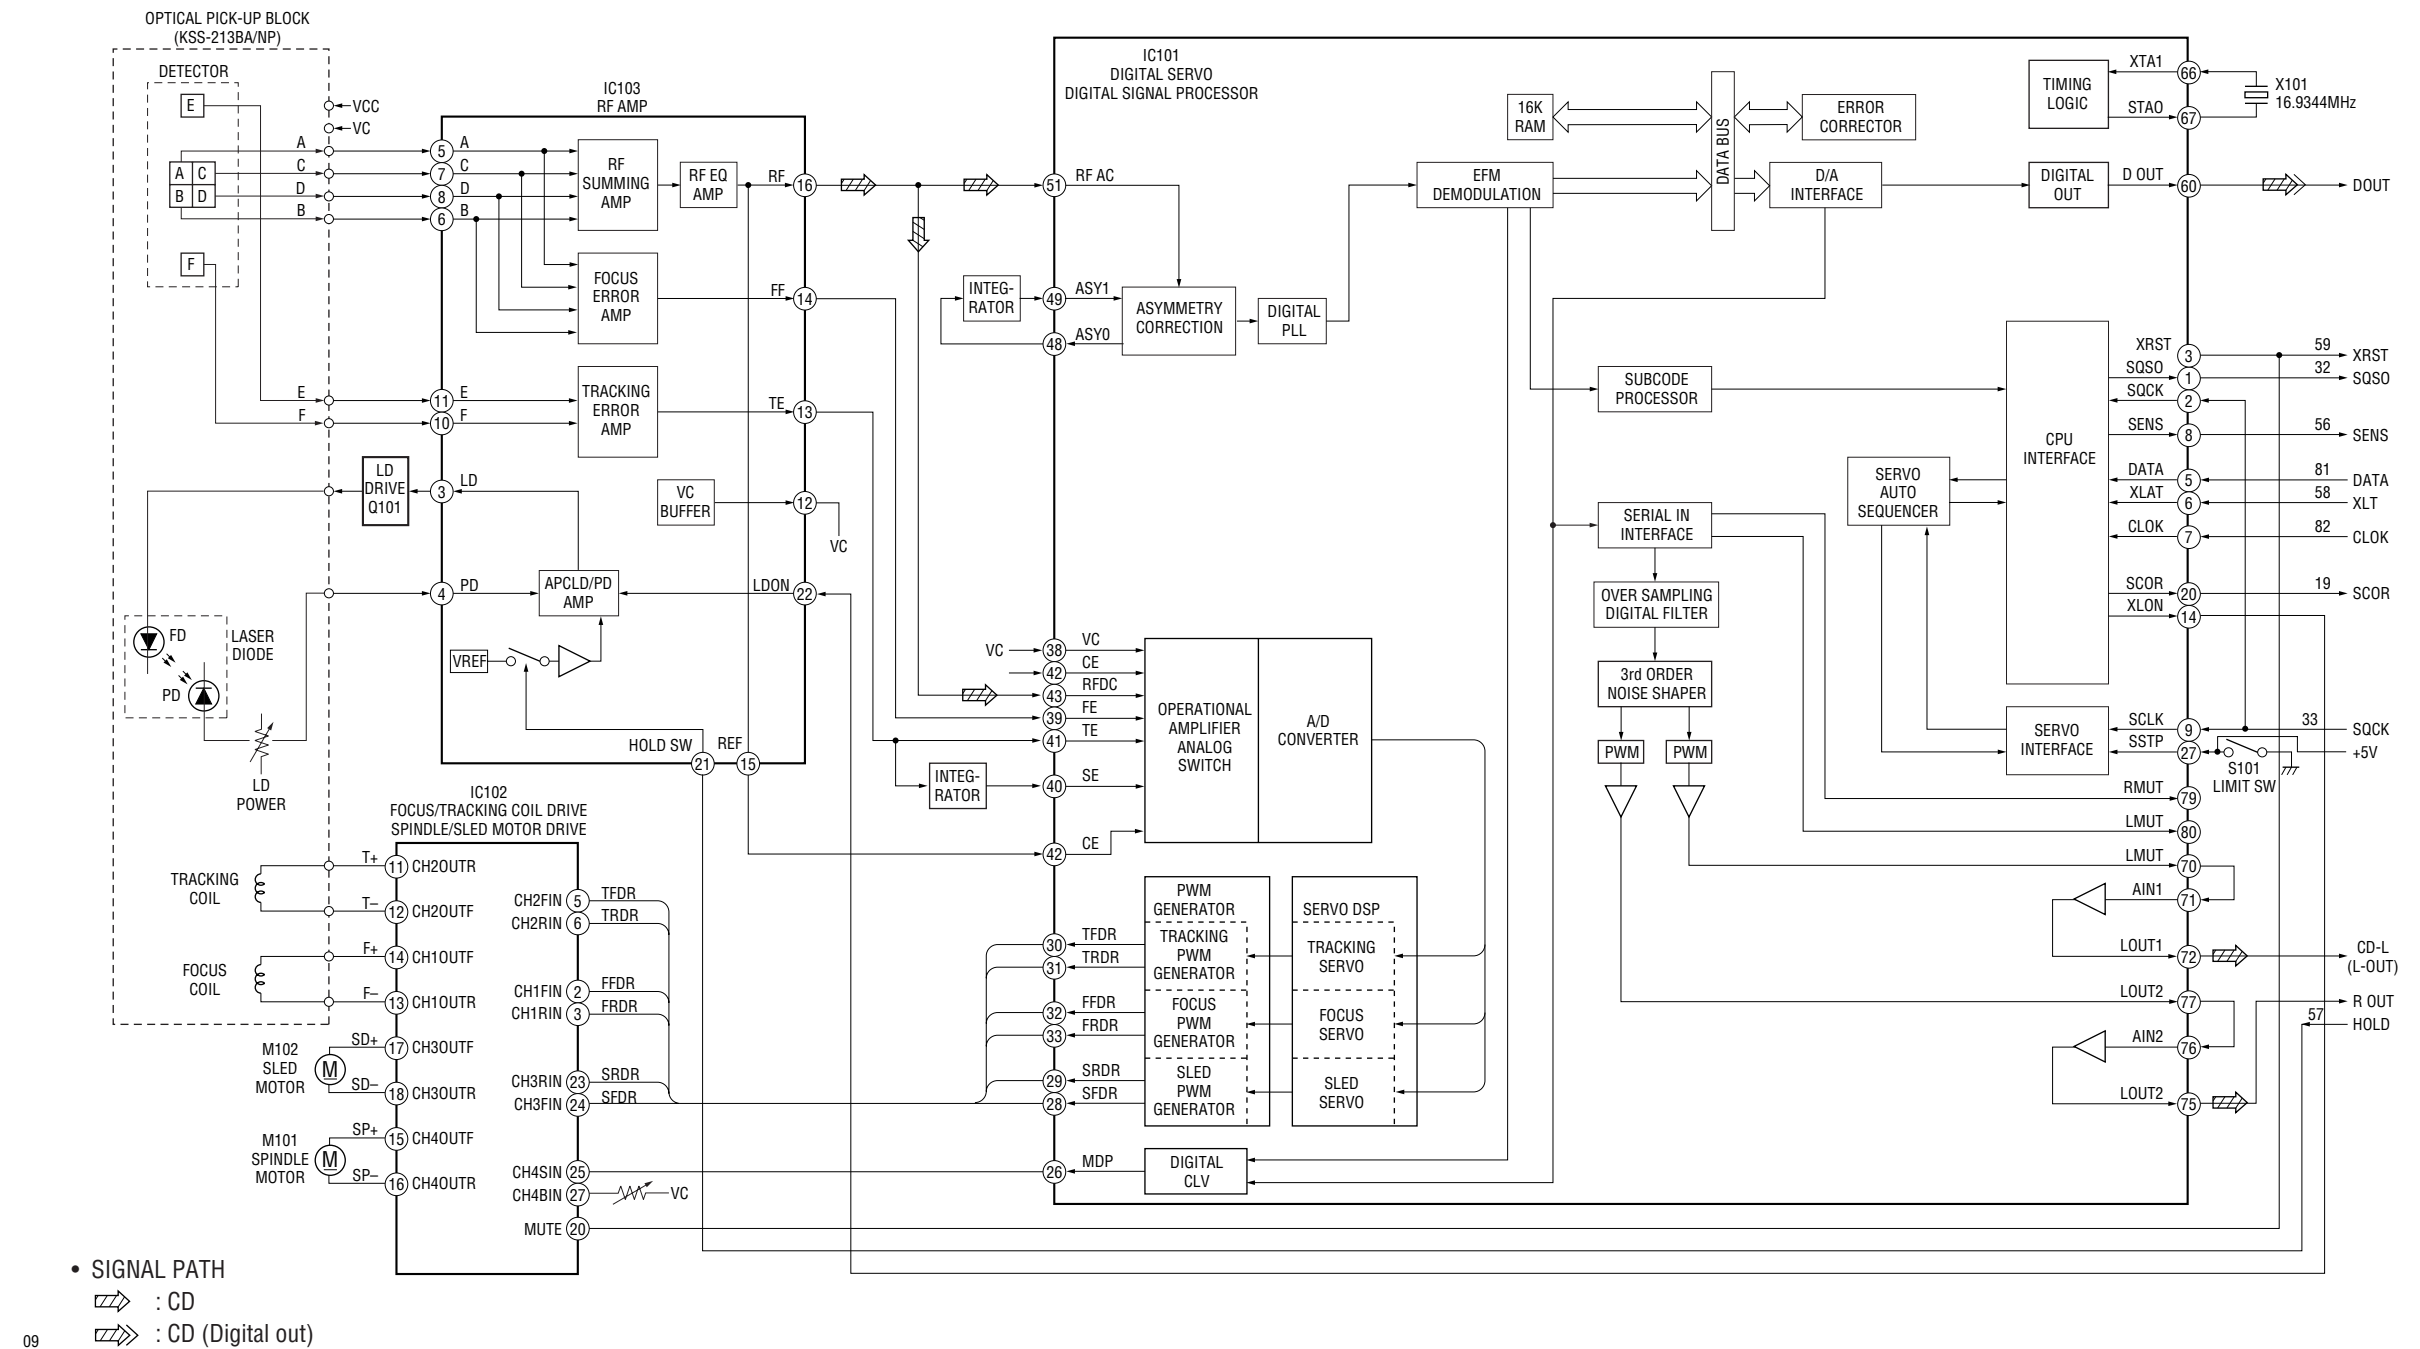 OPTICAL PICK-UP BLOCK
(KSS-213BA/NP)
DETECTOR
E
A C
B D
F
VCC
VC
A
C
D
B
E
F
LD
DRIVE
Q101
FD
PD
LASER
DIODE
LD
POWER
TRACKING
COIL
FOCUS
COIL
T+
T–
F+
F–
M102
SLED
MOTOR
M
SD+
SD–
M101
SPINDLE
MOTOR
M
SP+
SP–
IC103
RF AMP
5 A
7 C
8 D
6 B
RF
SUMMING
AMP
RF EQ
AMP
RF 16
FOCUS
ERROR
AMP
FF 14
11 E
10 F
TRACKING
ERROR
AMP
TE 13
3 LD
VC
BUFFER
12
VC
4 PD
APCLD/PD
AMP
LDON 22
VREF
HOLD SW
21
REF
15
IC102
FOCUS/TRACKING COIL DRIVE
SPINDLE/SLED MOTOR DRIVE
11 CH2OUTR
12 CH2OUTF
14 CH1OUTF
13 CH1OUTR
17 CH3OUTF
18 CH3OUTR
15 CH4OUTF
16 CH4OUTR
CH2FIN 5 TFDR
CH2RIN 6 TRDR
CH1FIN 2 FFDR
CH1RIN 3 FRDR
CH3RIN 23 SRDR
CH3FIN 24 SFDR
CH4SIN 25
CH4BIN 27
VC
MUTE 20
IC101
DIGITAL SERVO
DIGITAL SIGNAL PROCESSOR
51 RF AC
INTEG-
RATOR
49 ASY1
48 ASY0
ASYMMETRY
CORRECTION
DIGITAL
PLL
EFM
DEMODULATION
16K
RAM
DATA BUS
ERROR
CORRECTOR
D/A
INTERFACE
TIMING
LOGIC
XTA1 66
STAO 67
X101
16.9344MHz
DIGITAL
OUT
D OUT 60
DOUT
SUBCODE
PROCESSOR
SERIAL IN
INTERFACE
OVER SAMPLING
DIGITAL FILTER
3rd ORDER
NOISE SHAPER
PWM
PWM
SERVO
AUTO
SEQUENCER
CPU
INTERFACE
XRST 3 59 XRST
SQSO 1 32 SQSO
SQCK 2
SENS 8 56 SENS
DATA 5 81 DATA
XLAT 6 58 XLT
CLOK 7 82 CLOK
SCOR 20 19 SCOR
XLON 14
SERVO
INTERFACE
SCLK 9 33 SQCK
SSTP 27 +5V
S101
LIMIT SW
RMUT 79
LMUT 80
LMUT 70
AIN1 71
LOUT1 72
CD-L
(L-OUT)
LOUT2 77
R OUT
57 HOLD
AIN2 76
LOUT2 75
VC 38 VC
42 CE
43 RFDC
39 FE
41 TE
INTEG-
RATOR
40 SE
42 CE
OPERATIONAL
AMPLIFIER
ANALOG
SWITCH
A/D
CONVERTER
PWM
GENERATOR
TRACKING
PWM
GENERATOR
FOCUS
PWM
GENERATOR
SLED
PWM
GENERATOR
SERVO DSP
TRACKING
SERVO
FOCUS
SERVO
SLED
SERVO
30 TFDR
31 TRDR
32 FFDR
33 FRDR
29 SRDR
28 SFDR
26 MDP
DIGITAL
CLV
• SIGNAL PATH
: CD
: CD (Digital out)
09